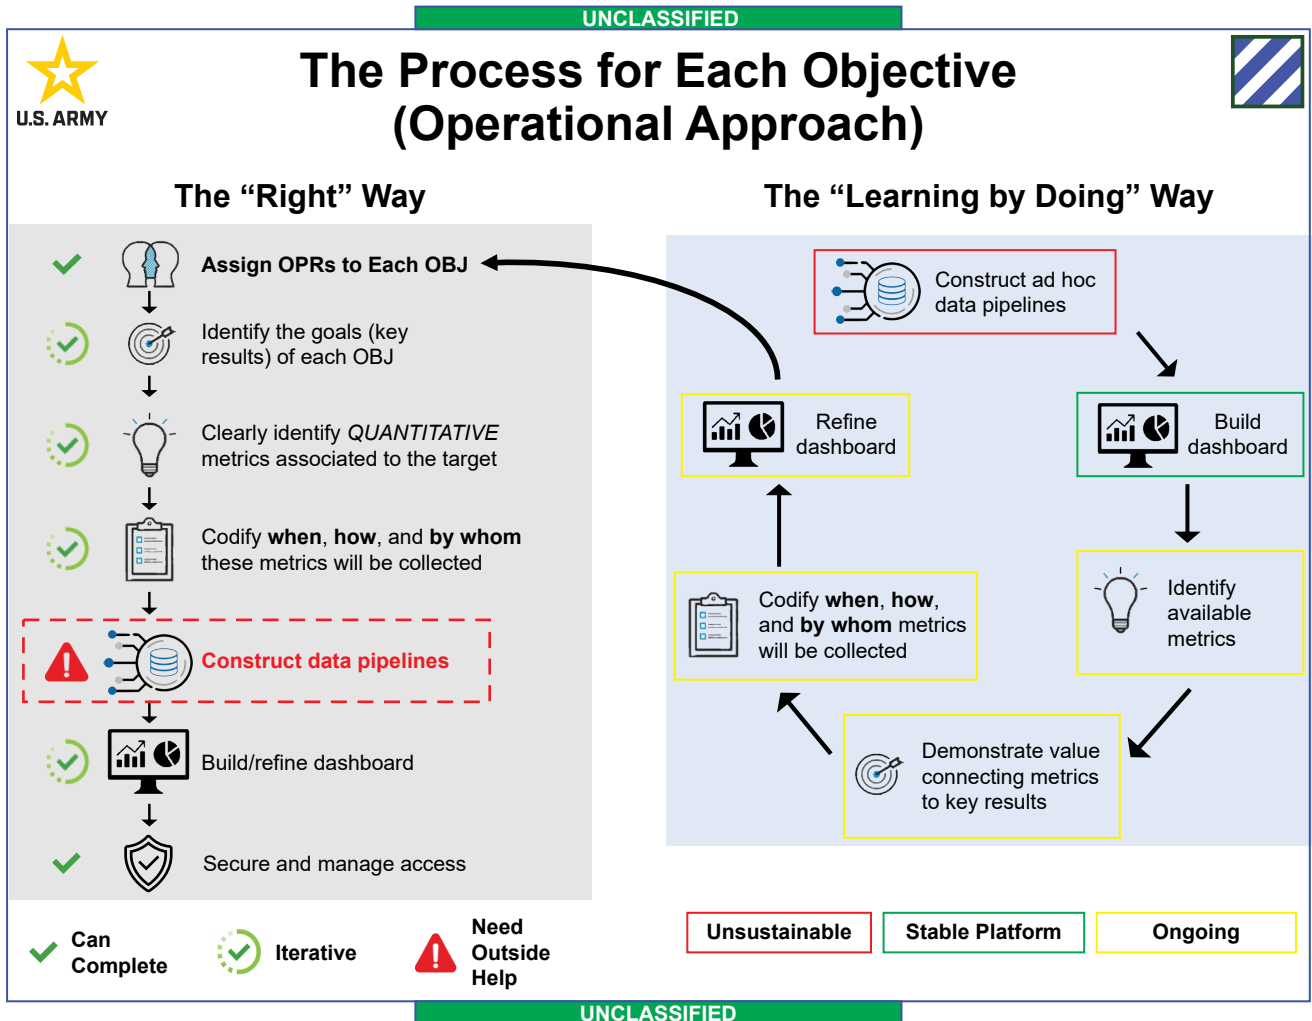 UNCLASSIFIED
U.S. ARMY
The Process for Each Objective
(Operational Approach)
The “Right” Way
Assign OPRs to Each OBJ
Identify the goals (key
results) of each OBJ
Clearly identify QUANTITATIVE
metrics associated to the target
Codify when, how, and by whom
these metrics will be collected
Construct data pipelines
Build/refine dashboard
Secure and manage access
Can
Complete
Iterative
Need
Outside
Help
The “Learning by Doing” Way
Construct ad hoc
data pipelines
Build
dashboard
Identify
available
metrics
Demonstrate value
connecting metrics
to key results
Codify when, how,
and by whom metrics
will be collected
Refine
dashboard
Unsustainable
Stable Platform
Ongoing
UNCLASSIFIED